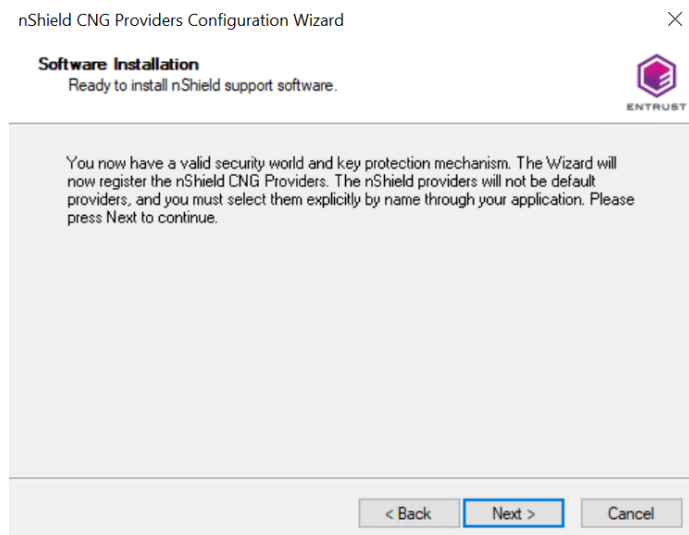 nShield CNG Providers Configuration Wizard
Software Installation
Ready to install nShield support software.
ENTRUST
You now have a valid security world and key protection mechanism. The Wizard will
now register the nShield CNG Providers. The nShield providers will not be default
providers, and you must select them explicitly by name through your application. Please
press Next to continue.
< Back
Next >
Cancel